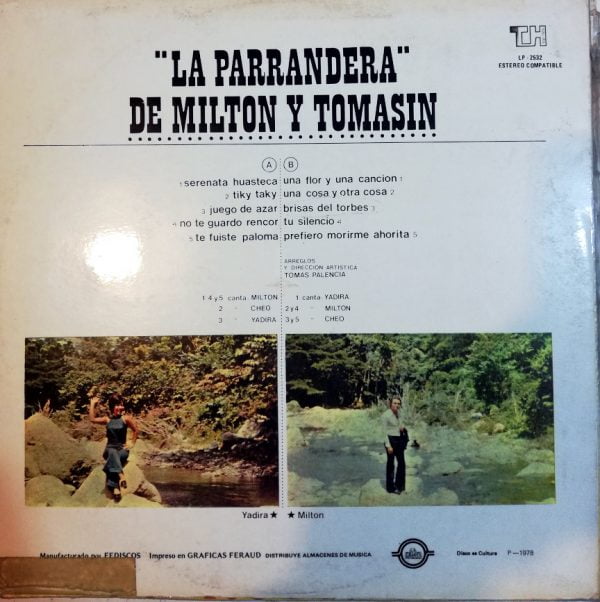 TH
LP - 2532
ESTEREO COMPATIBLE
"LA PARRANDERA"
DE MILTON Y TOMASIN
A B
1 serenata huasteca una flor y una cancion 1
2 tiky taky una cosa y otra cosa 2
3 juego de azar brisas del torbes 3
4 no te guardo rencor tu silencio 4
5 te fuiste paloma prefiero morirme ahorita 5
ARREGLOS
Y DIRECCION ARTISTICA
TOMAS PALENCIA
1 4 y 5 canta MILTON 1 canta YADIRA
2 - CHEO 2 y 4 - MILTON
3 - YADIRA 3 y 5 - CHEO
Yadira ★ ★ Milton
Manufacturado por FEDISCOS Impreso en GRAFICAS FERAUD DISTRIBUYE ALMACENES DE MUSICA Disco es Cultura P—1978